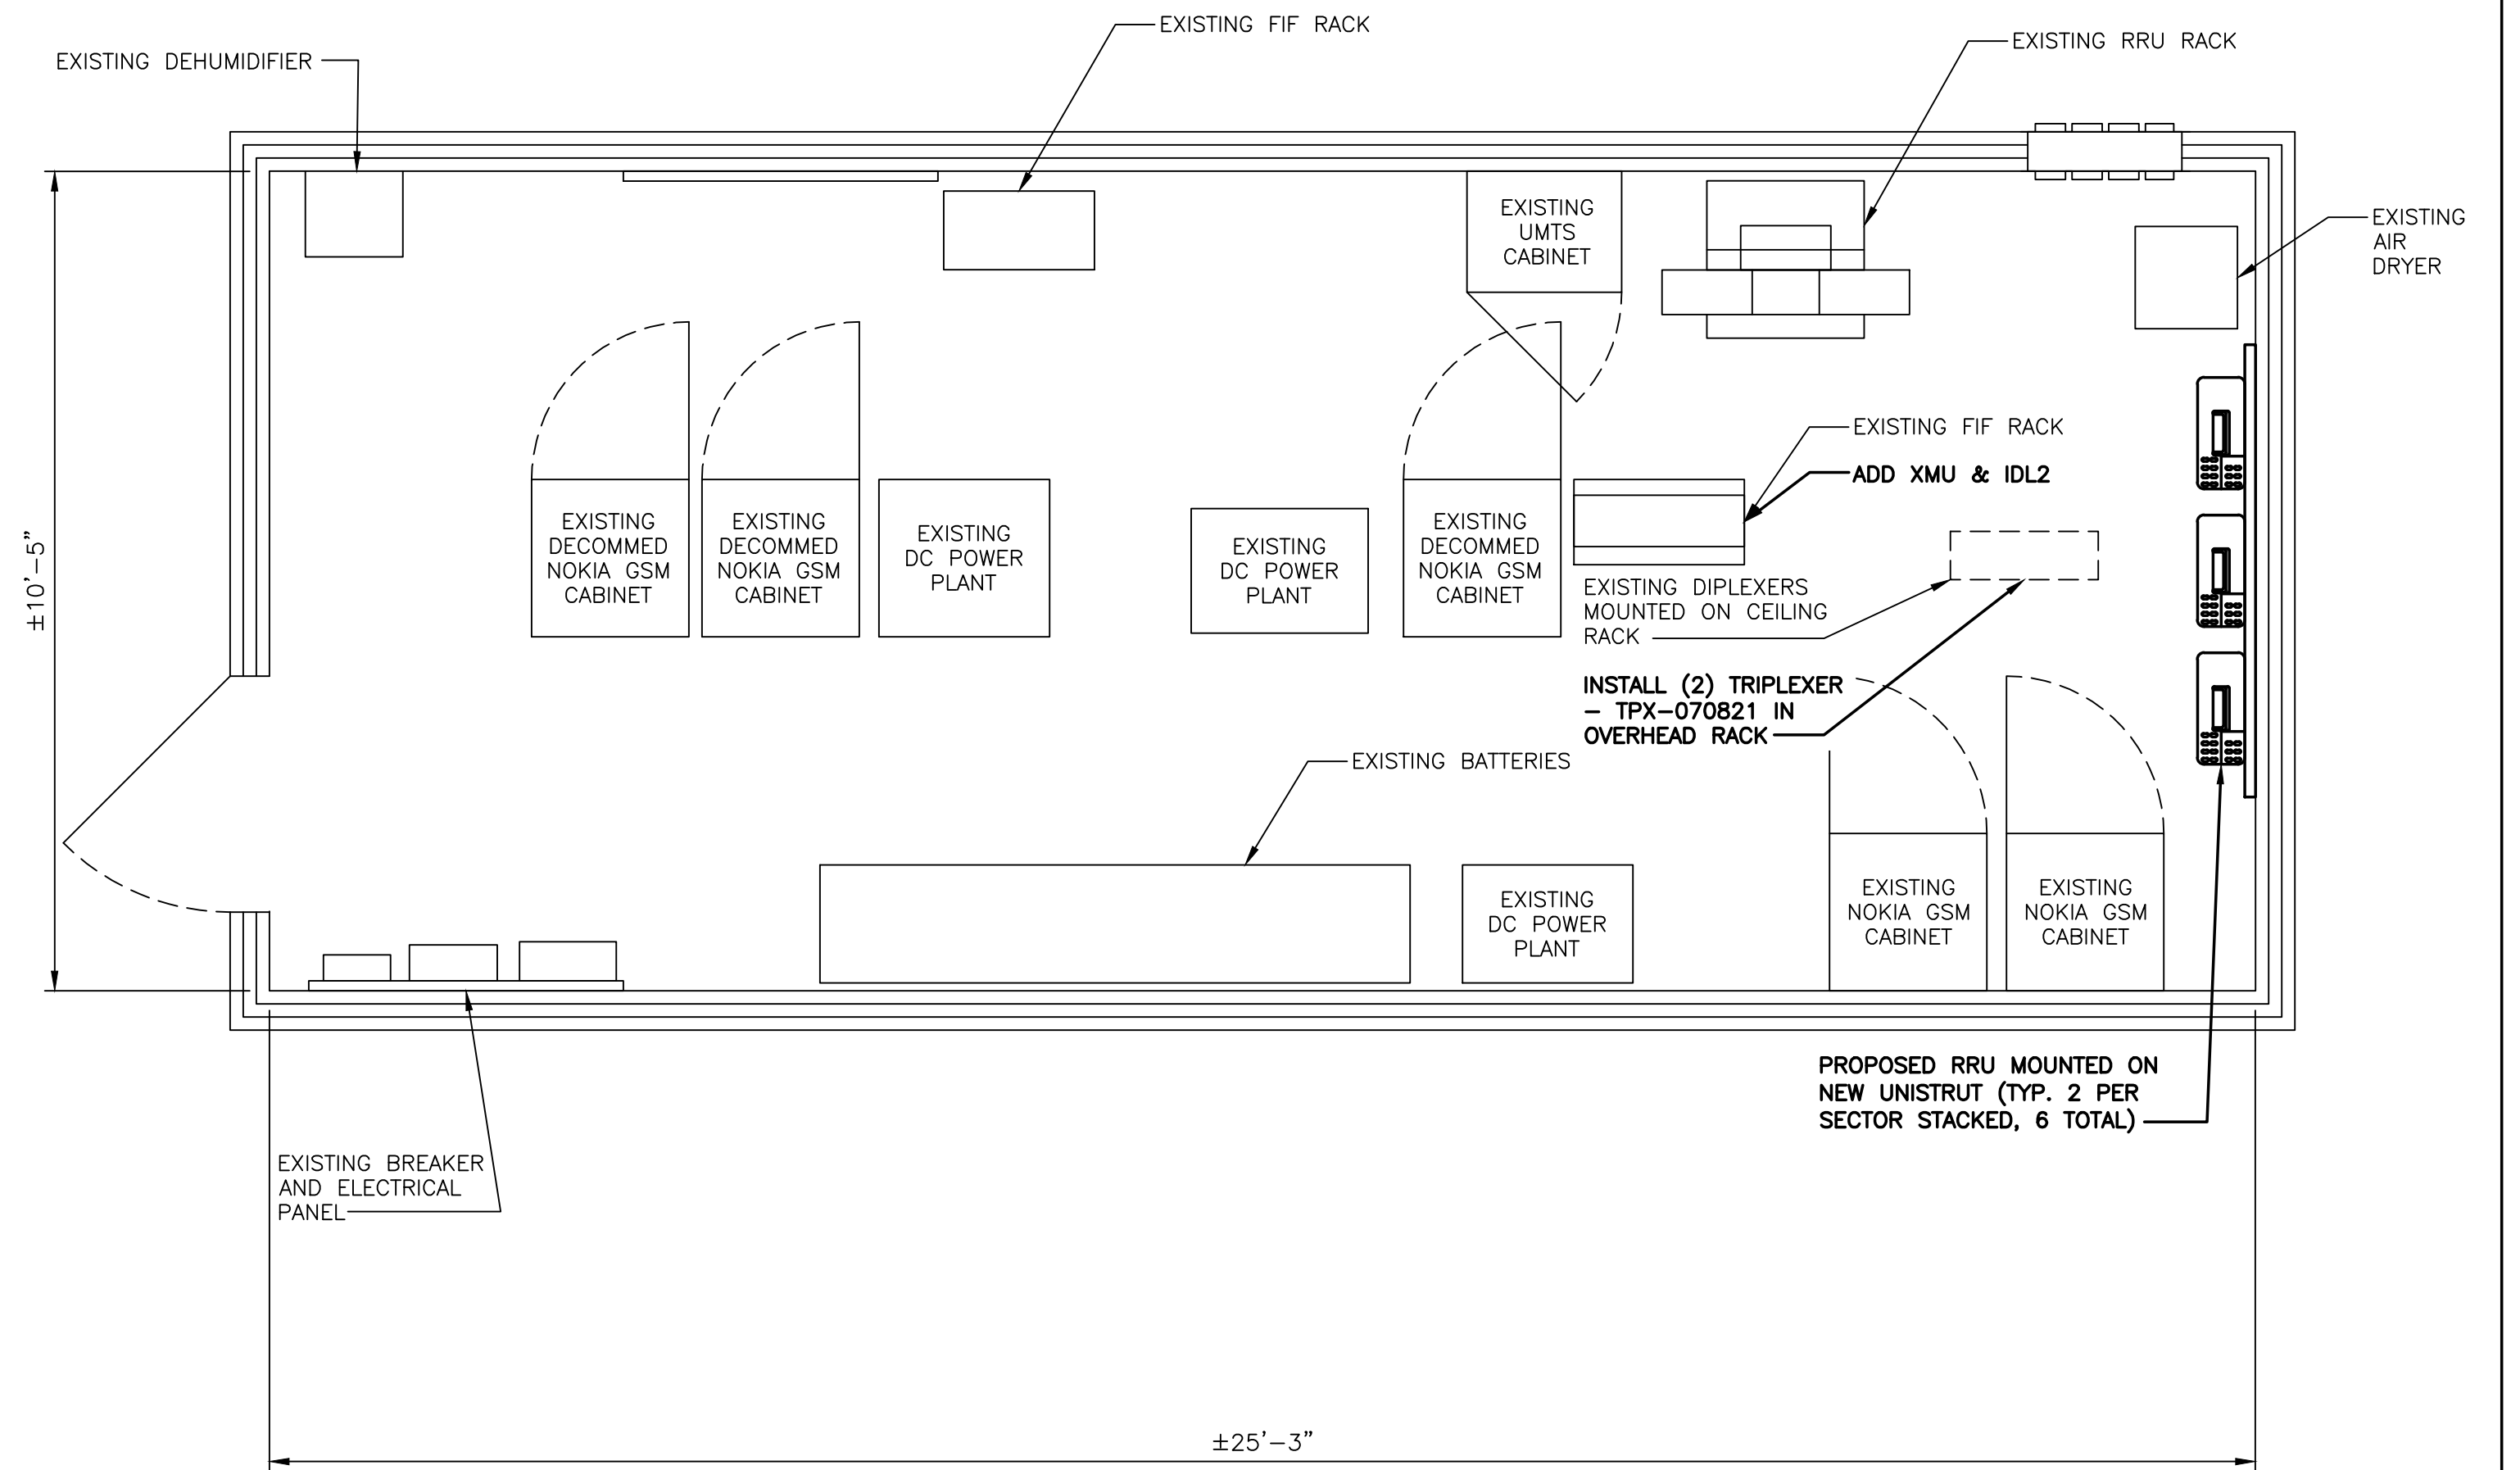 EXISTING FIF RACK
EXISTING RRU RACK
EXISTING DEHUMIDIFIER
EXISTING
UMTS
CABINET
EXISTING
AIR
DRYER
EXISTING FIF RACK
ADD XMU & IDL2
EXISTING
DECOMMED
NOKIA GSM
CABINET
EXISTING
DECOMMED
NOKIA GSM
CABINET
EXISTING
DC POWER
PLANT
EXISTING
DC POWER
PLANT
EXISTING
DECOMMED
NOKIA GSM
CABINET
±10'-5"
EXISTING DIPLEXERS
MOUNTED ON CEILING
RACK
INSTALL (2) TRIPLEXER
- TPX-070821 IN
OVERHEAD RACK
EXISTING BATTERIES
EXISTING
DC POWER
PLANT
EXISTING
NOKIA GSM
CABINET
EXISTING
NOKIA GSM
CABINET
PROPOSED RRU MOUNTED ON
NEW UNISTRUT (TYP. 2 PER
SECTOR STACKED, 6 TOTAL)
EXISTING BREAKER
AND ELECTRICAL
PANEL
±25'-3"